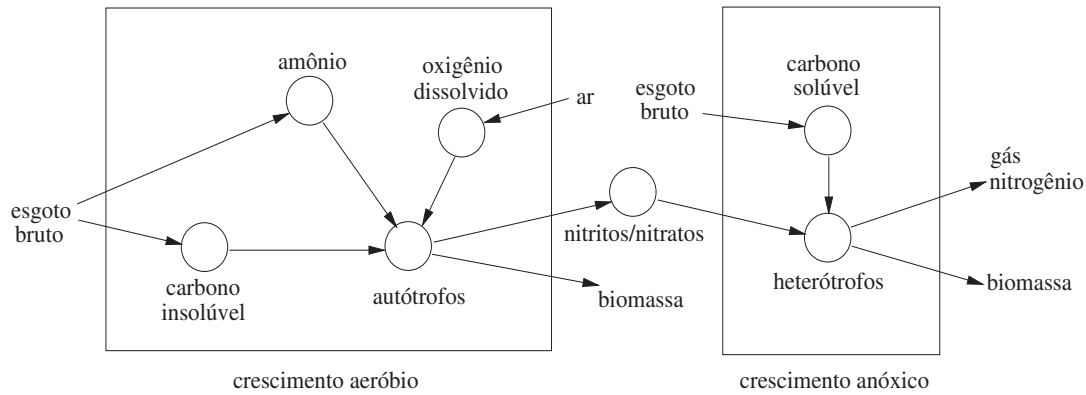 esgoto
bruto
amônio
oxigênio
dissolvido
ar
carbono
insolúvel
autótrofos
nitritos/nitratos
biomassa
crescimento aeróbio
esgoto
bruto
carbono
solúvel
gás
nitrogênio
heterótrofos
biomassa
crescimento anóxico